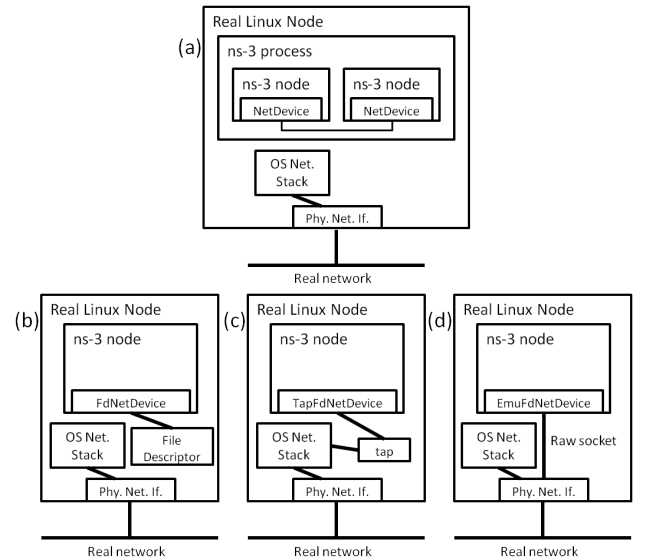 Real Linux Node
(a)
ns-3 process
ns-3 node
ns-3 node
NetDevice
NetDevice
OS Net.
Stack
Phy. Net. If.
Real network
(b)
Real Linux Node
ns-3 node
FdNetDevice
OS Net.
Stack
File
Descriptor
Phy. Net. If.
Real network
(c)
Real Linux Node
ns-3 node
TapFdNetDevice
OS Net.
Stack
tap
Phy. Net. If.
Real network
(d)
Real Linux Node
ns-3 node
EmuFdNetDevice
OS Net.
Stack
Raw socket
Phy. Net. If.
Real network